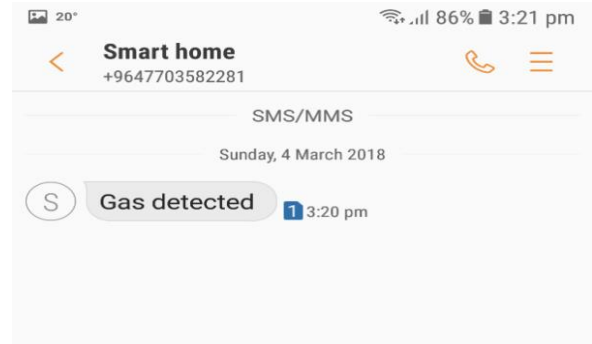 20° 86% 3:21 pm
Smart home
+9647703582281
SMS/MMS
Sunday, 4 March 2018
S Gas detected 1 3:20 pm